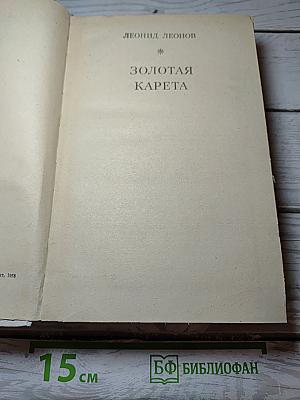 ЛЕОНИД ЛЕОНОВ
*
ЗОЛОТАЯ
КАРЕТА
15 см
БФ БИБЛИОФАН